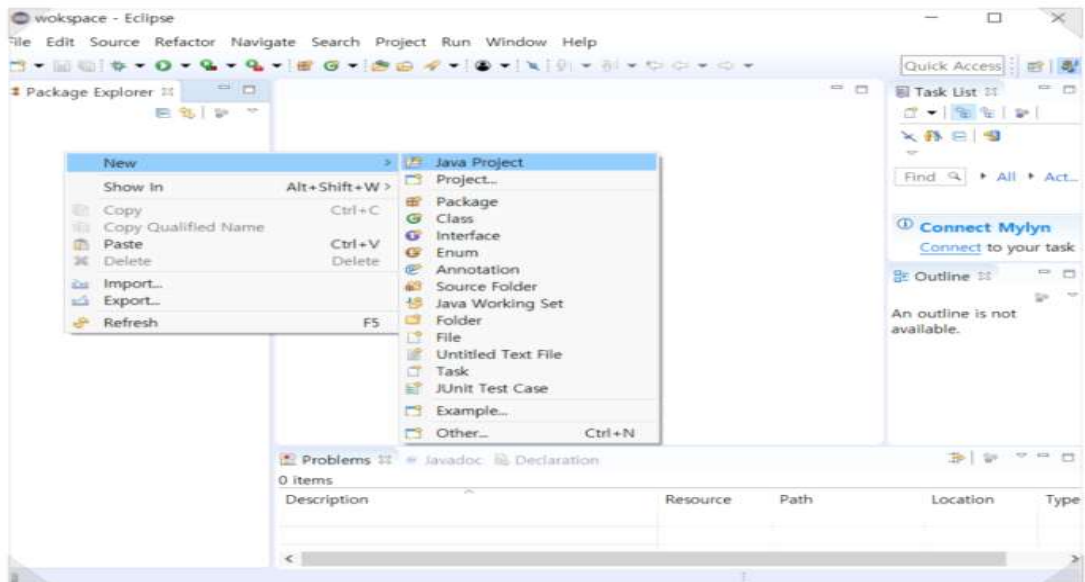 wokspace - Eclipse
File Edit Source Refactor Navigate Search Project Run Window Help
Quick Access
Package Explorer
Task List
New
Show In Alt+Shift+W >
Copy Ctrl+C
Copy Qualified Name
Paste Ctrl+V
Delete Delete
Import...
Export...
Refresh F5
Java Project
Project...
Package
Class
Interface
Enum
Annotation
Source Folder
Java Working Set
Folder
File
Untitled Text File
Task
JUnit Test Case
Example...
Other... Ctrl+N
Find All Act...
Connect Mylyn
Connect to your task
Outline
An outline is not
available.
Problems Javadoc Declaration
0 items
Description Resource Path Location Type